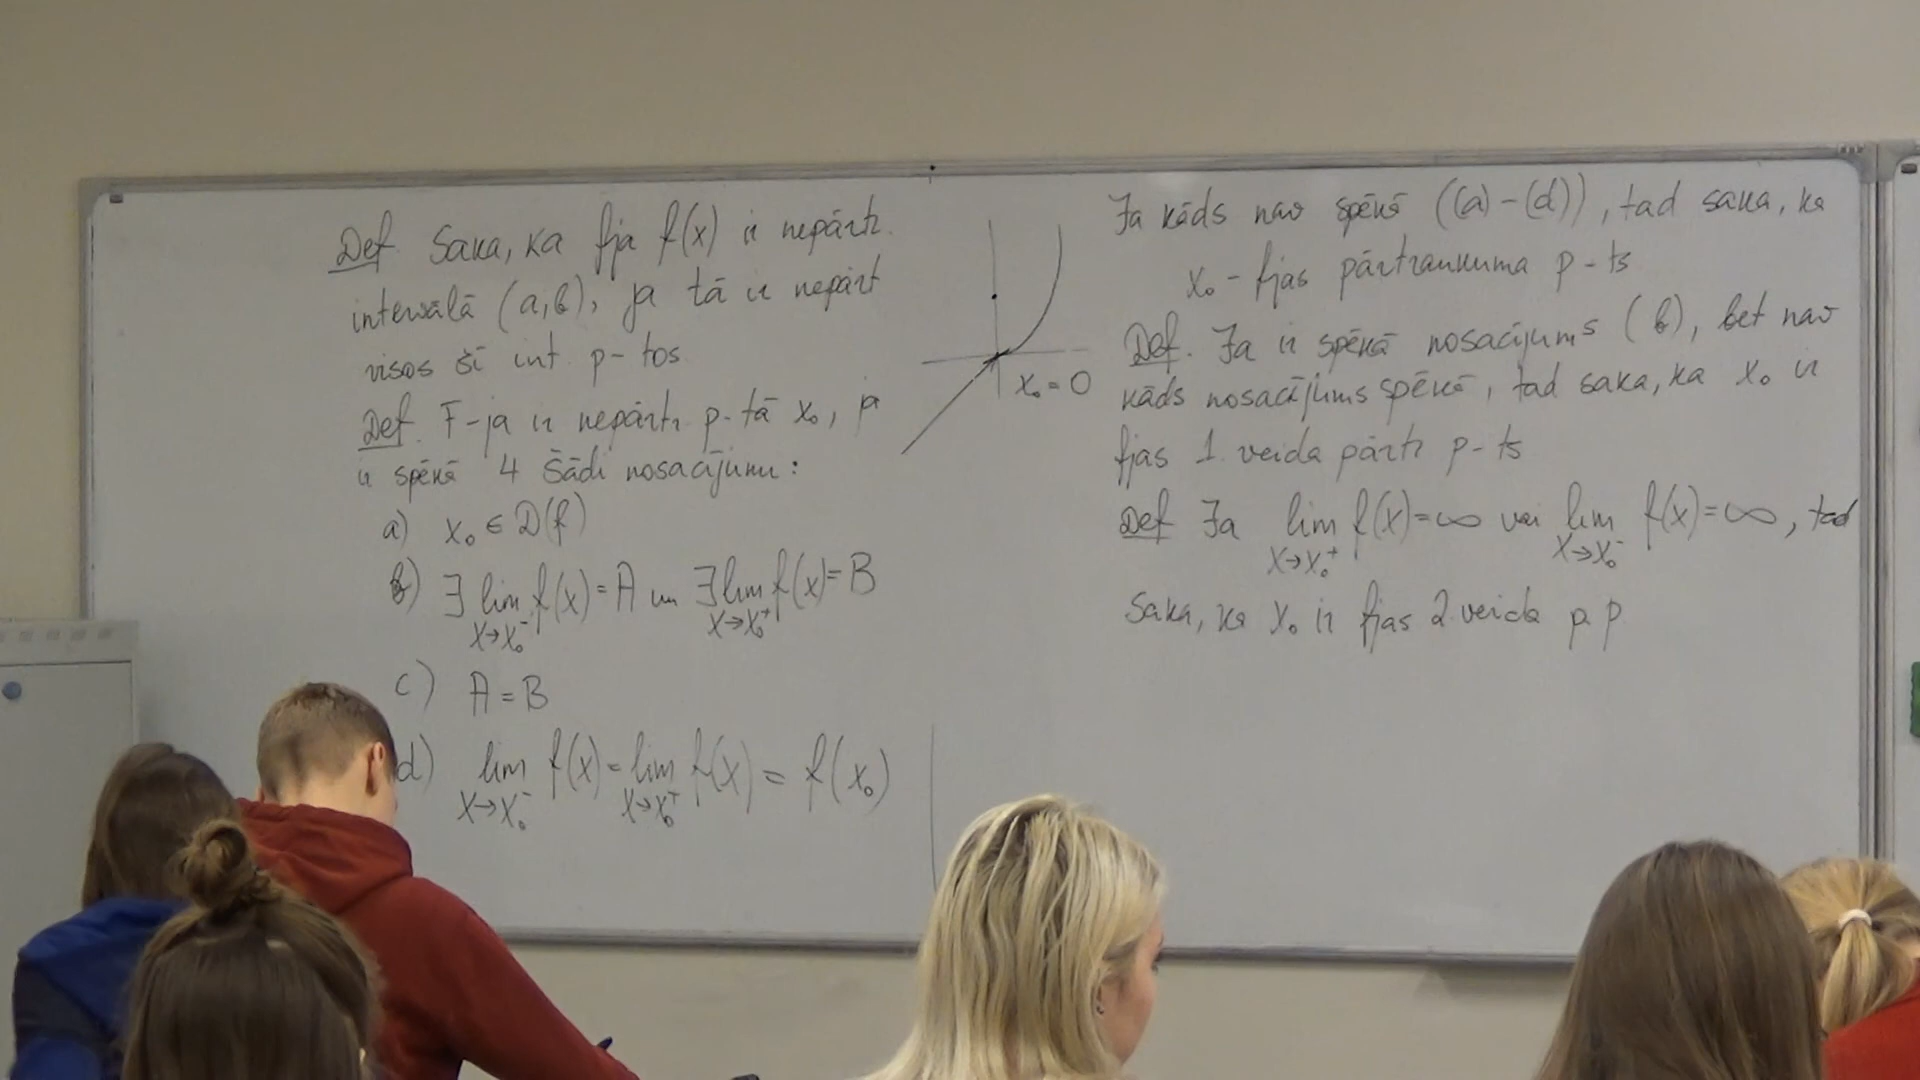 Def. Saka, ka fja f(x) ir nepārtr.
intervālā (a,b), ja tā ir nepārt
visos šī int. p-tos
Def. F-ja ir nepārtr. p-tā x₀, ja
ir spēkā 4 šādi nosacījumi:
a) x₀ ∈ D(f)
b) ∃ lim f(x) = A un ∃ lim f(x) = B
x→x₀⁻ x→x₀⁺
c) A = B
d) lim f(x) = lim f(x) = f(x₀)
x→x₀⁻ x→x₀⁺
x₀ = 0
Ja kāds nav spēkā ((a)-(d)), tad saka, ka
x₀ - fjas pārtraukuma p-ts
Def. Ja ir spēkā nosacījums (b), bet nav
kāds nosacījums spēkā, tad saka, ka x₀ ir
fjas 1. veida pārtr p-ts
Def Ja lim f(x) = ∞ vai lim f(x) = ∞, tad
x→x₀⁺ x→x₀⁻
saka, ka x₀ ir fjas 2. veida p. p